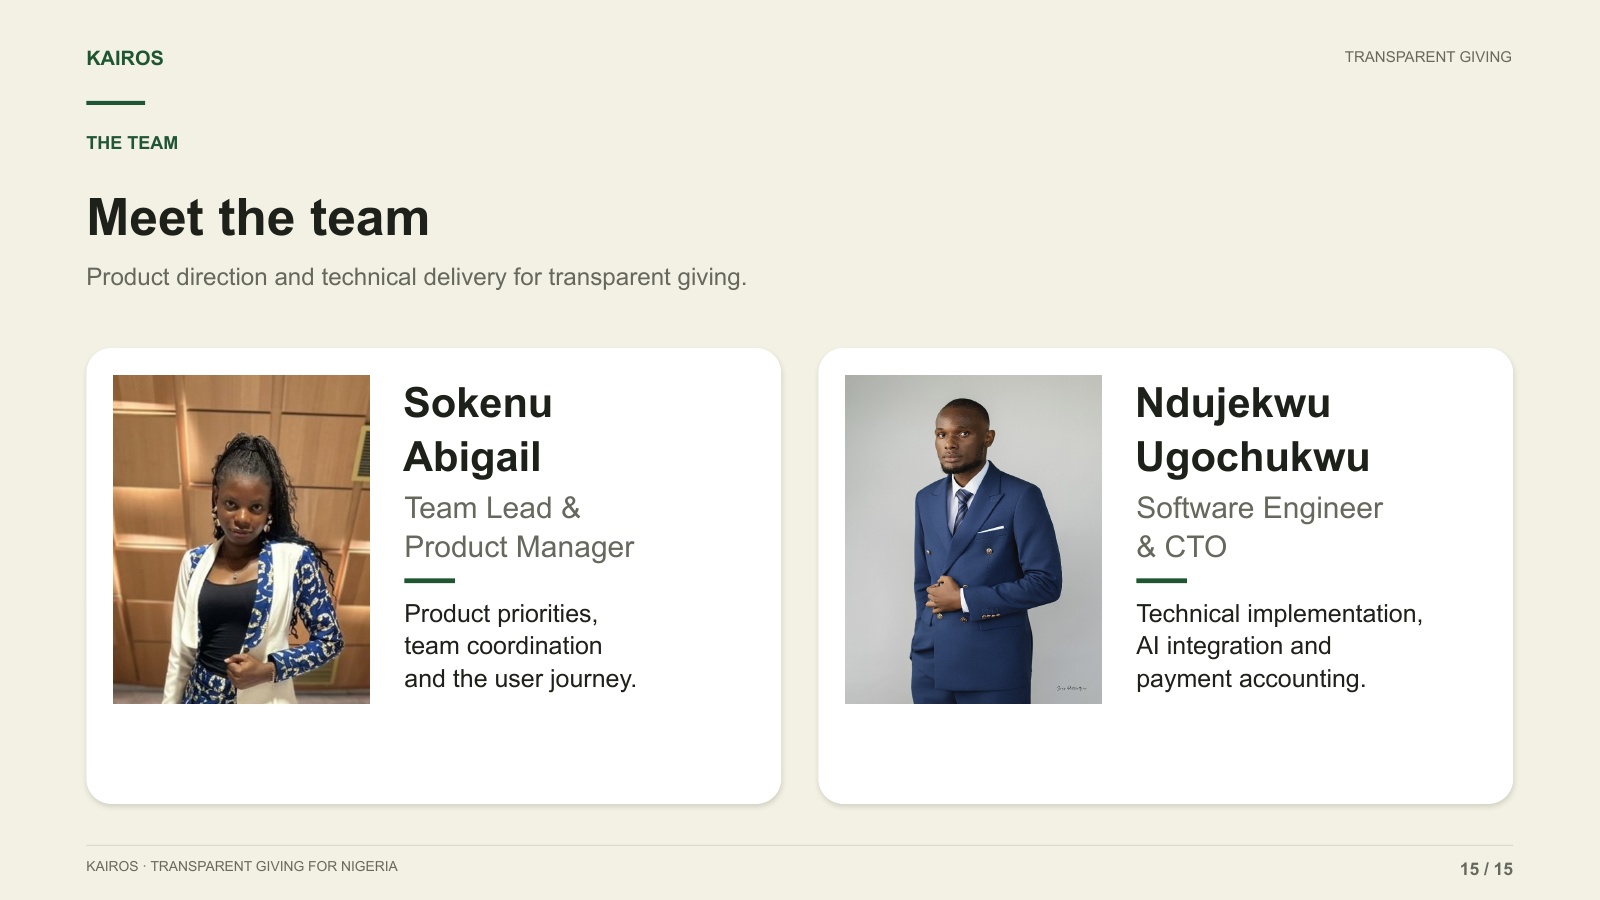 KAIROS
TRANSPARENT GIVING
THE TEAM
Meet the team
Product direction and technical delivery for transparent giving.
Sokenu
Abigail
Team Lead &
Product Manager
Product priorities,
team coordination
and the user journey.
Ndujekwu
Ugochukwu
Software Engineer
& CTO
Technical implementation,
AI integration and
payment accounting.
KAIROS · TRANSPARENT GIVING FOR NIGERIA
15 / 15